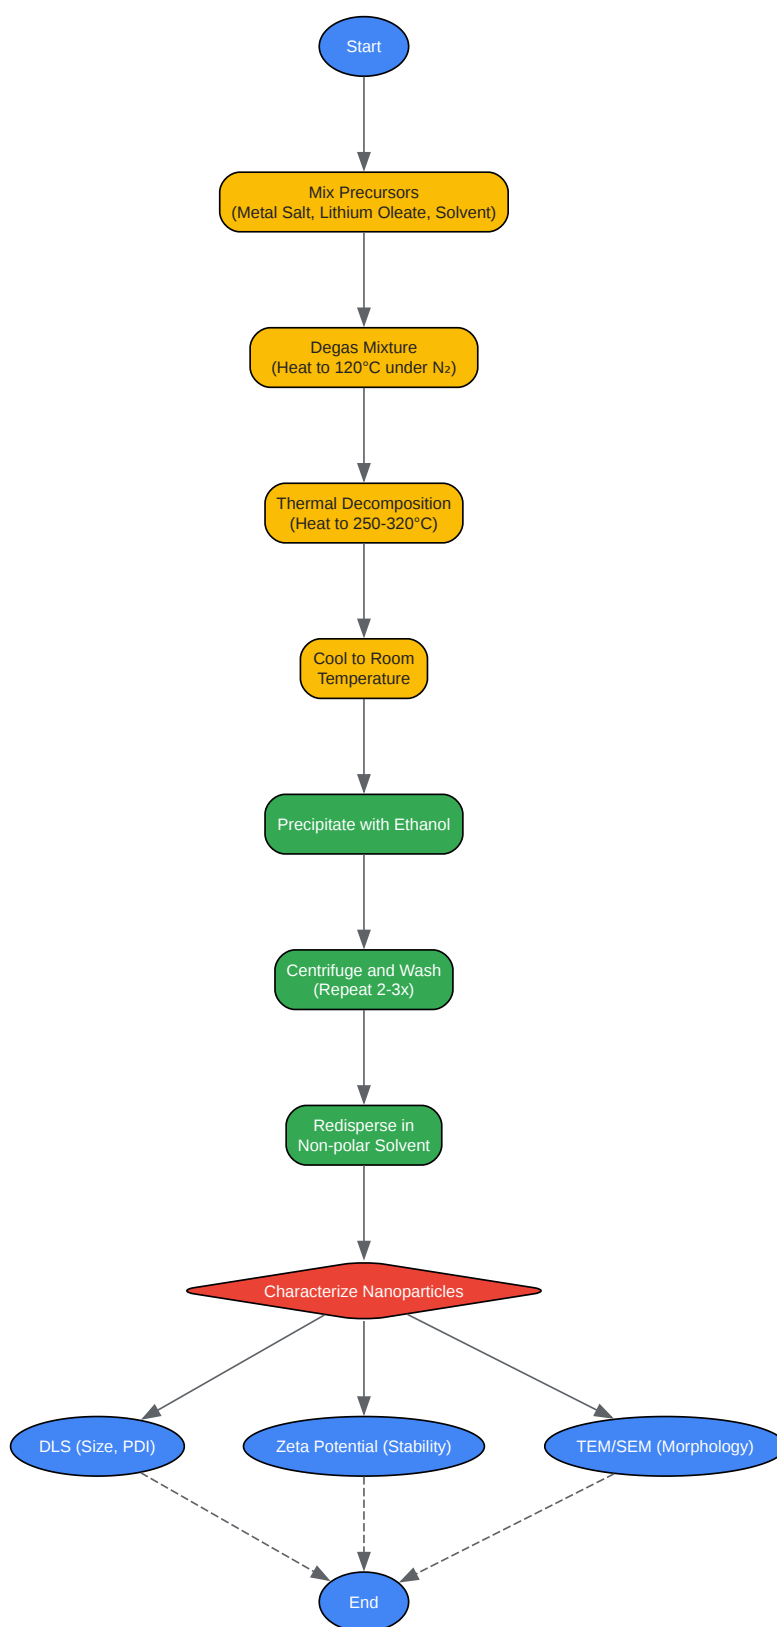 Start
Mix Precursors
(Metal Salt, Lithium Oleate, Solvent)
Degas Mixture
(Heat to 120°C under N₂)
Thermal Decomposition
(Heat to 250-320°C)
Cool to Room
Temperature
Precipitate with Ethanol
Centrifuge and Wash
(Repeat 2-3x)
Redisperse in
Non-polar Solvent
Characterize Nanoparticles
DLS (Size, PDI)
Zeta Potential (Stability)
TEM/SEM (Morphology)
End